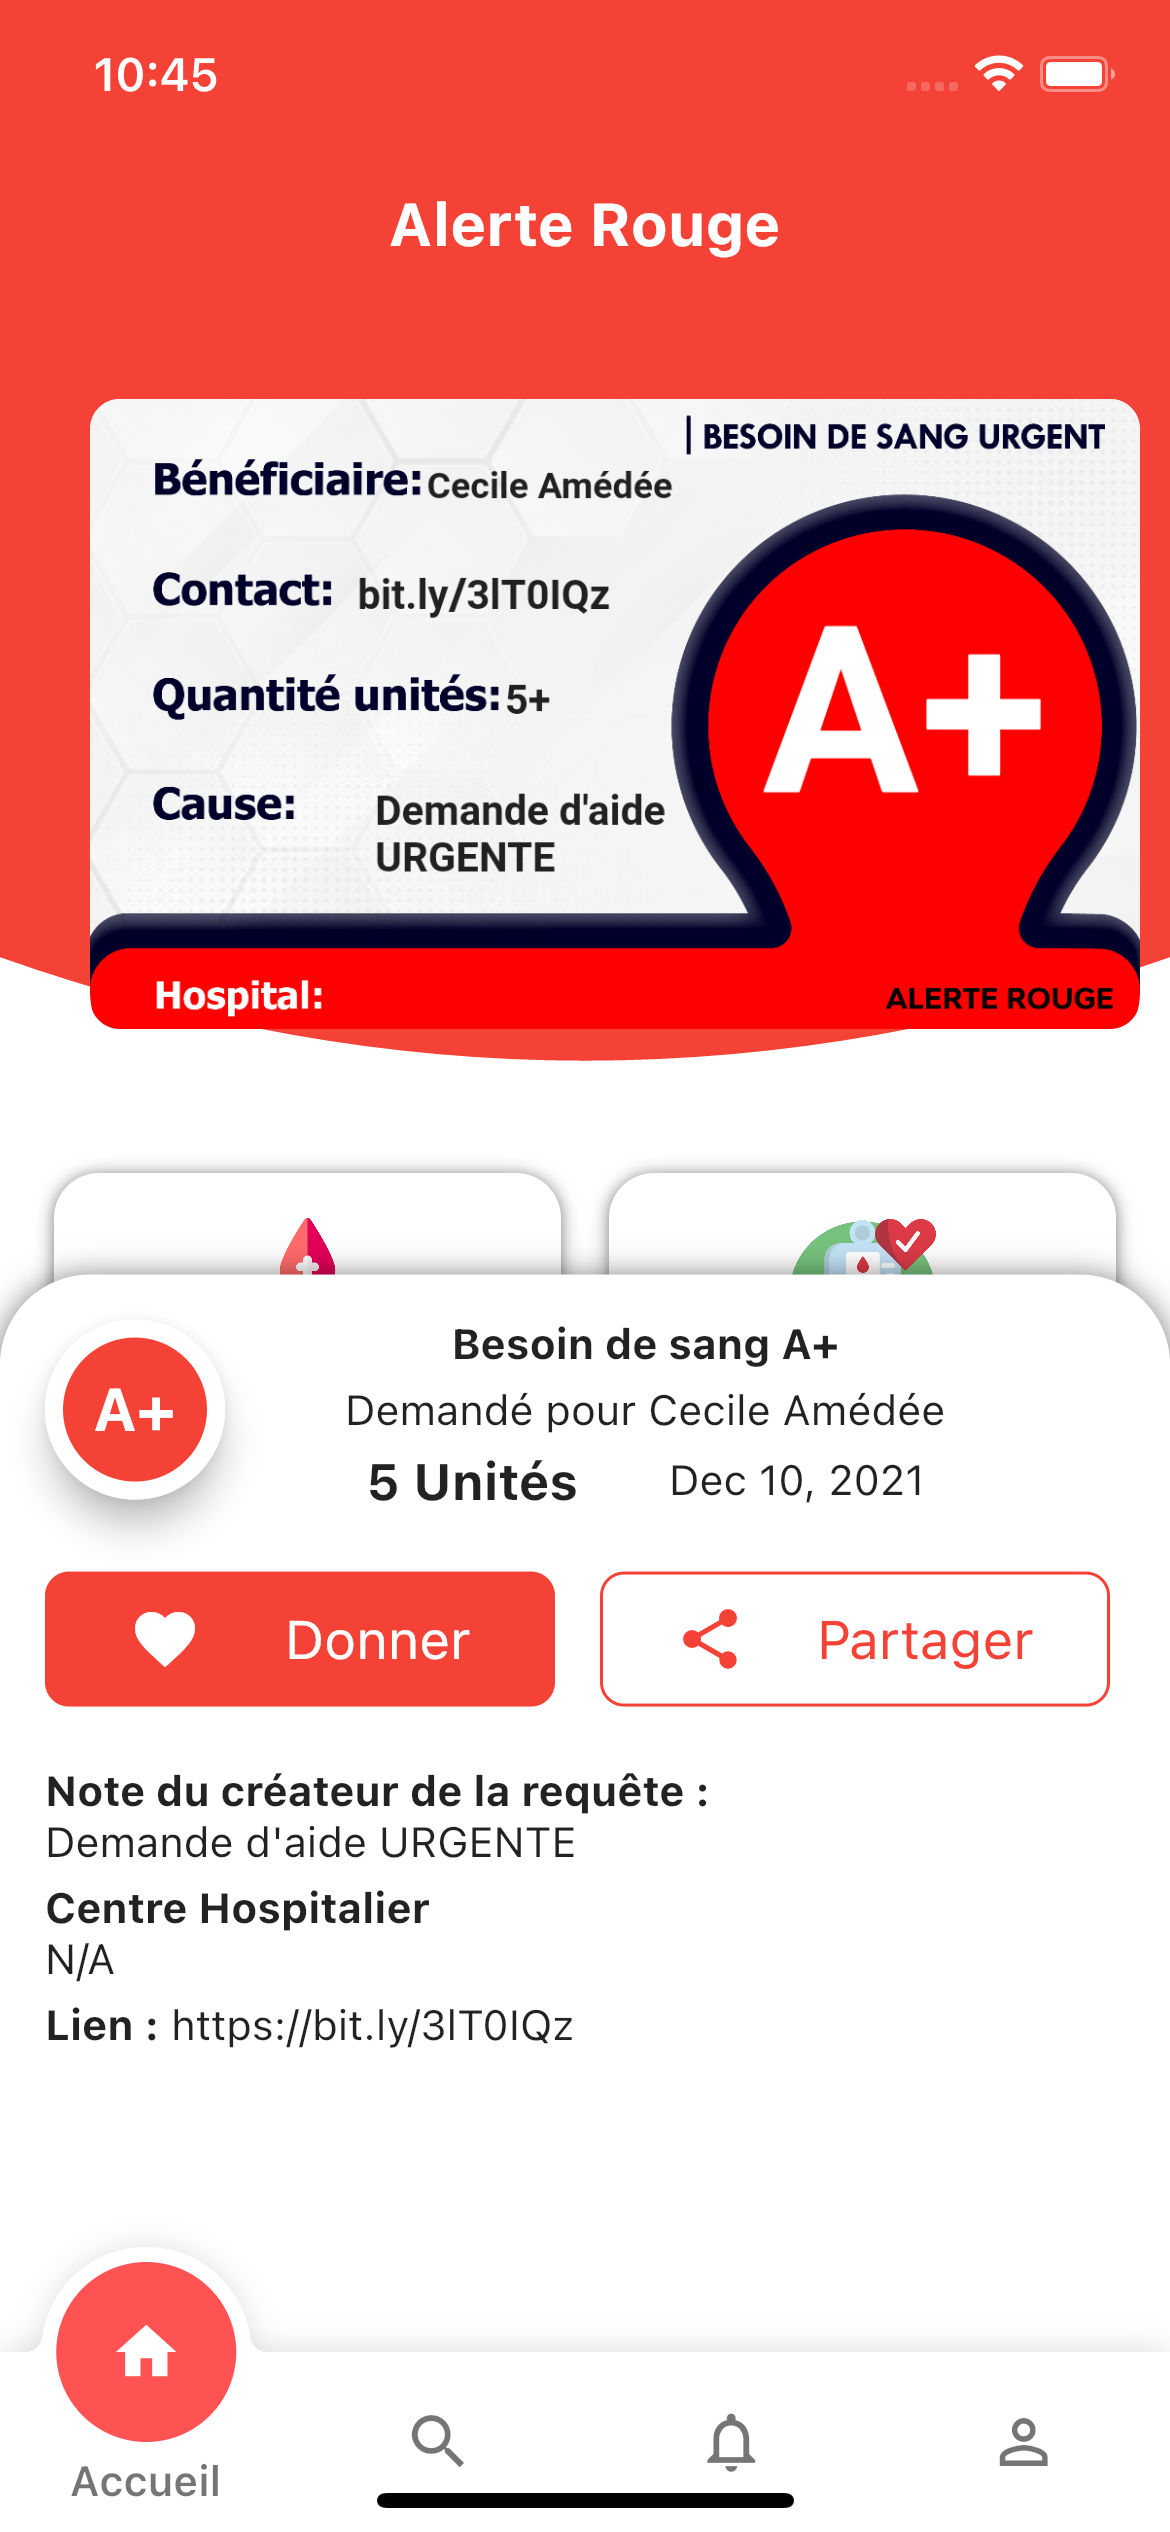 10:45
Alerte Rouge
| BESOIN DE SANG URGENT
Bénéficiaire: Cecile Amédée
Contact: bit.ly/3lT0IQz
Quantité unités: 5+
Cause: Demande d'aide
URGENTE
A+
Hospital:
ALERTE ROUGE
A+
Besoin de sang A+
Demandé pour Cecile Amédée
5 Unités Dec 10, 2021
Donner
Partager
Note du créateur de la requête :
Demande d'aide URGENTE
Centre Hospitalier
N/A
Lien : https://bit.ly/3lT0IQz
Accueil